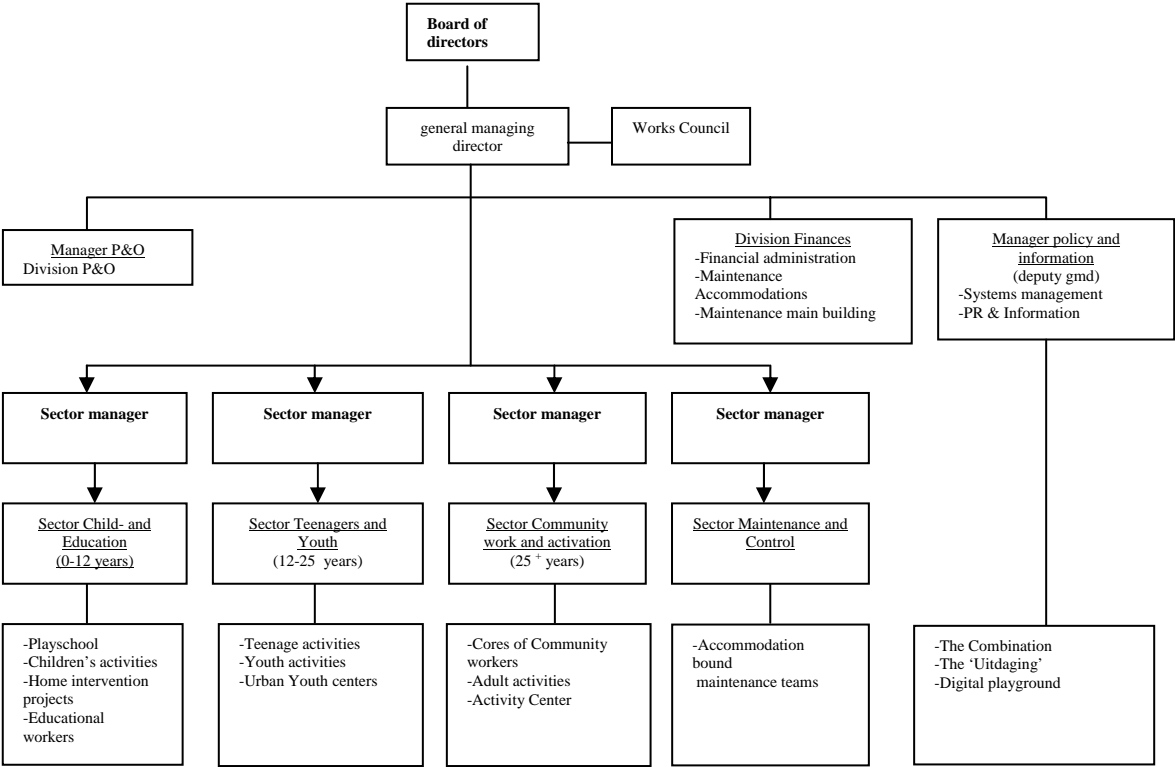 Board of
directors
general managing
director
Works Council
Manager P&O
Division P&O
Division Finances
-Financial administration
-Maintenance
Accommodations
-Maintenance main building
Manager policy and
information
(deputy gmd)
-Systems management
-PR & Information
Sector manager
Sector manager
Sector manager
Sector manager
Sector Child- and
Education
(0-12 years)
Sector Teenagers and
Youth
(12-25 years)
Sector Community
work and activation
(25 + years)
Sector Maintenance and
Control
-Playschool
-Children’s activities
-Home intervention
projects
-Educational
workers
-Teenage activities
-Youth activities
-Urban Youth centers
-Cores of Community
workers
-Adult activities
-Activity Center
-Accommodation
bound
maintenance teams
-The Combination
-The ‘Uitdaging’
-Digital playground